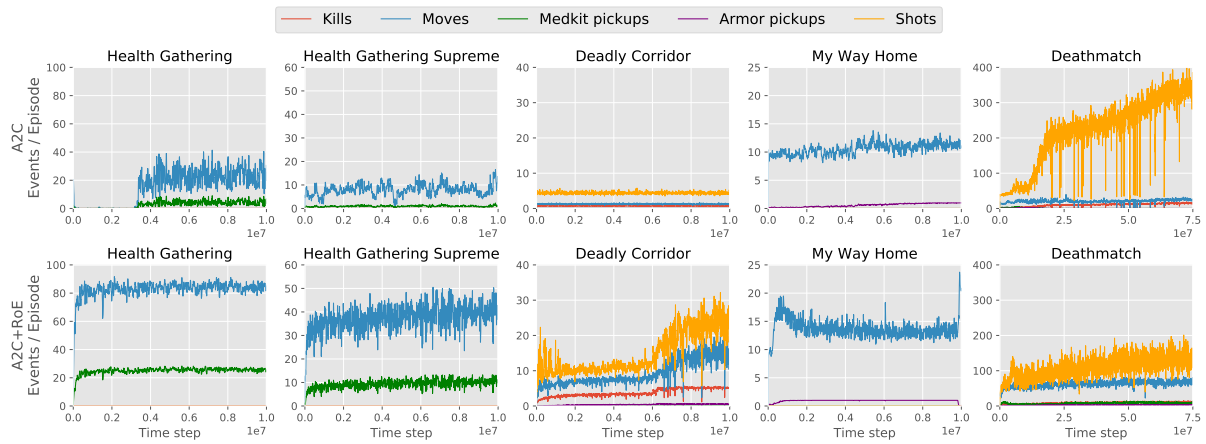 Kills Moves Medkit pickups Armor pickups Shots
Health Gathering Health Gathering Supreme Deadly Corridor My Way Home Deathmatch
A2C
Events / Episode
100 60 40 25 400
80 50 30 20 300
60 40 20 15 200
40 30 10 10 100
20 20 0 5 0
0 10 0
0
0.0 0.2 0.4 0.6 0.8 1.0 0.0 0.2 0.4 0.6 0.8 1.0 0.0 0.2 0.4 0.6 0.8 1.0 0.0 0.2 0.4 0.6 0.8 1.0 0.0 2.5 5.0 7.5
1e7 1e7 1e7 1e7 1e7
Health Gathering Health Gathering Supreme Deadly Corridor My Way Home Deathmatch
A2C+RoE
Events / Episode
100 60 40 25 400
80 50 30 20 300
60 40 20 15 200
40 30 10 10 100
20 20 0 5 0
0 10 0
0
0.0 0.2 0.4 0.6 0.8 1.0 0.0 0.2 0.4 0.6 0.8 1.0 0.0 0.2 0.4 0.6 0.8 1.0 0.0 0.2 0.4 0.6 0.8 1.0 0.0 2.5 5.0 7.5
Time step 1e7 Time step 1e7 Time step 1e7 Time step 1e7 Time step 1e7